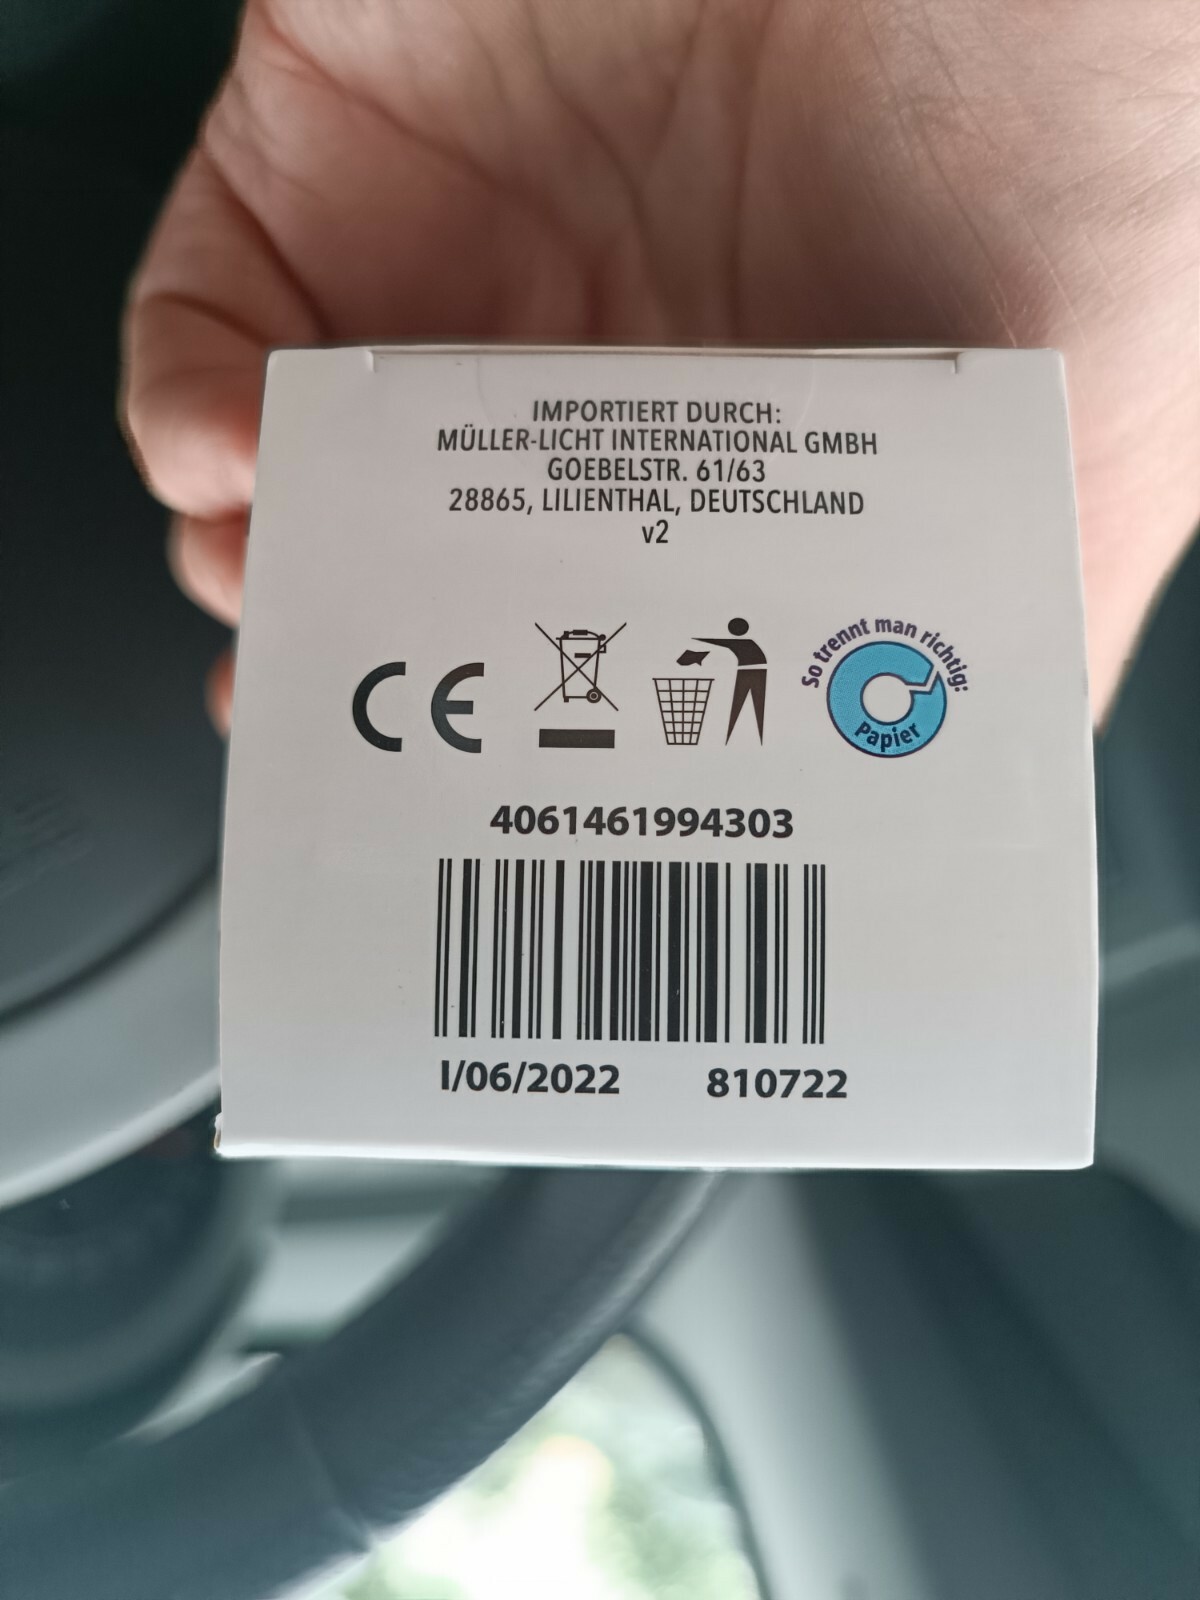 IMPORTIERT DURCH:
MÜLLER-LICHT INTERNATIONAL GMBH
GOEBELSTR. 61/63
28865, LILIENTHAL, DEUTSCHLAND
v2
CE
So trennt man richtig:
Papier
4061461994303
I/06/2022 810722